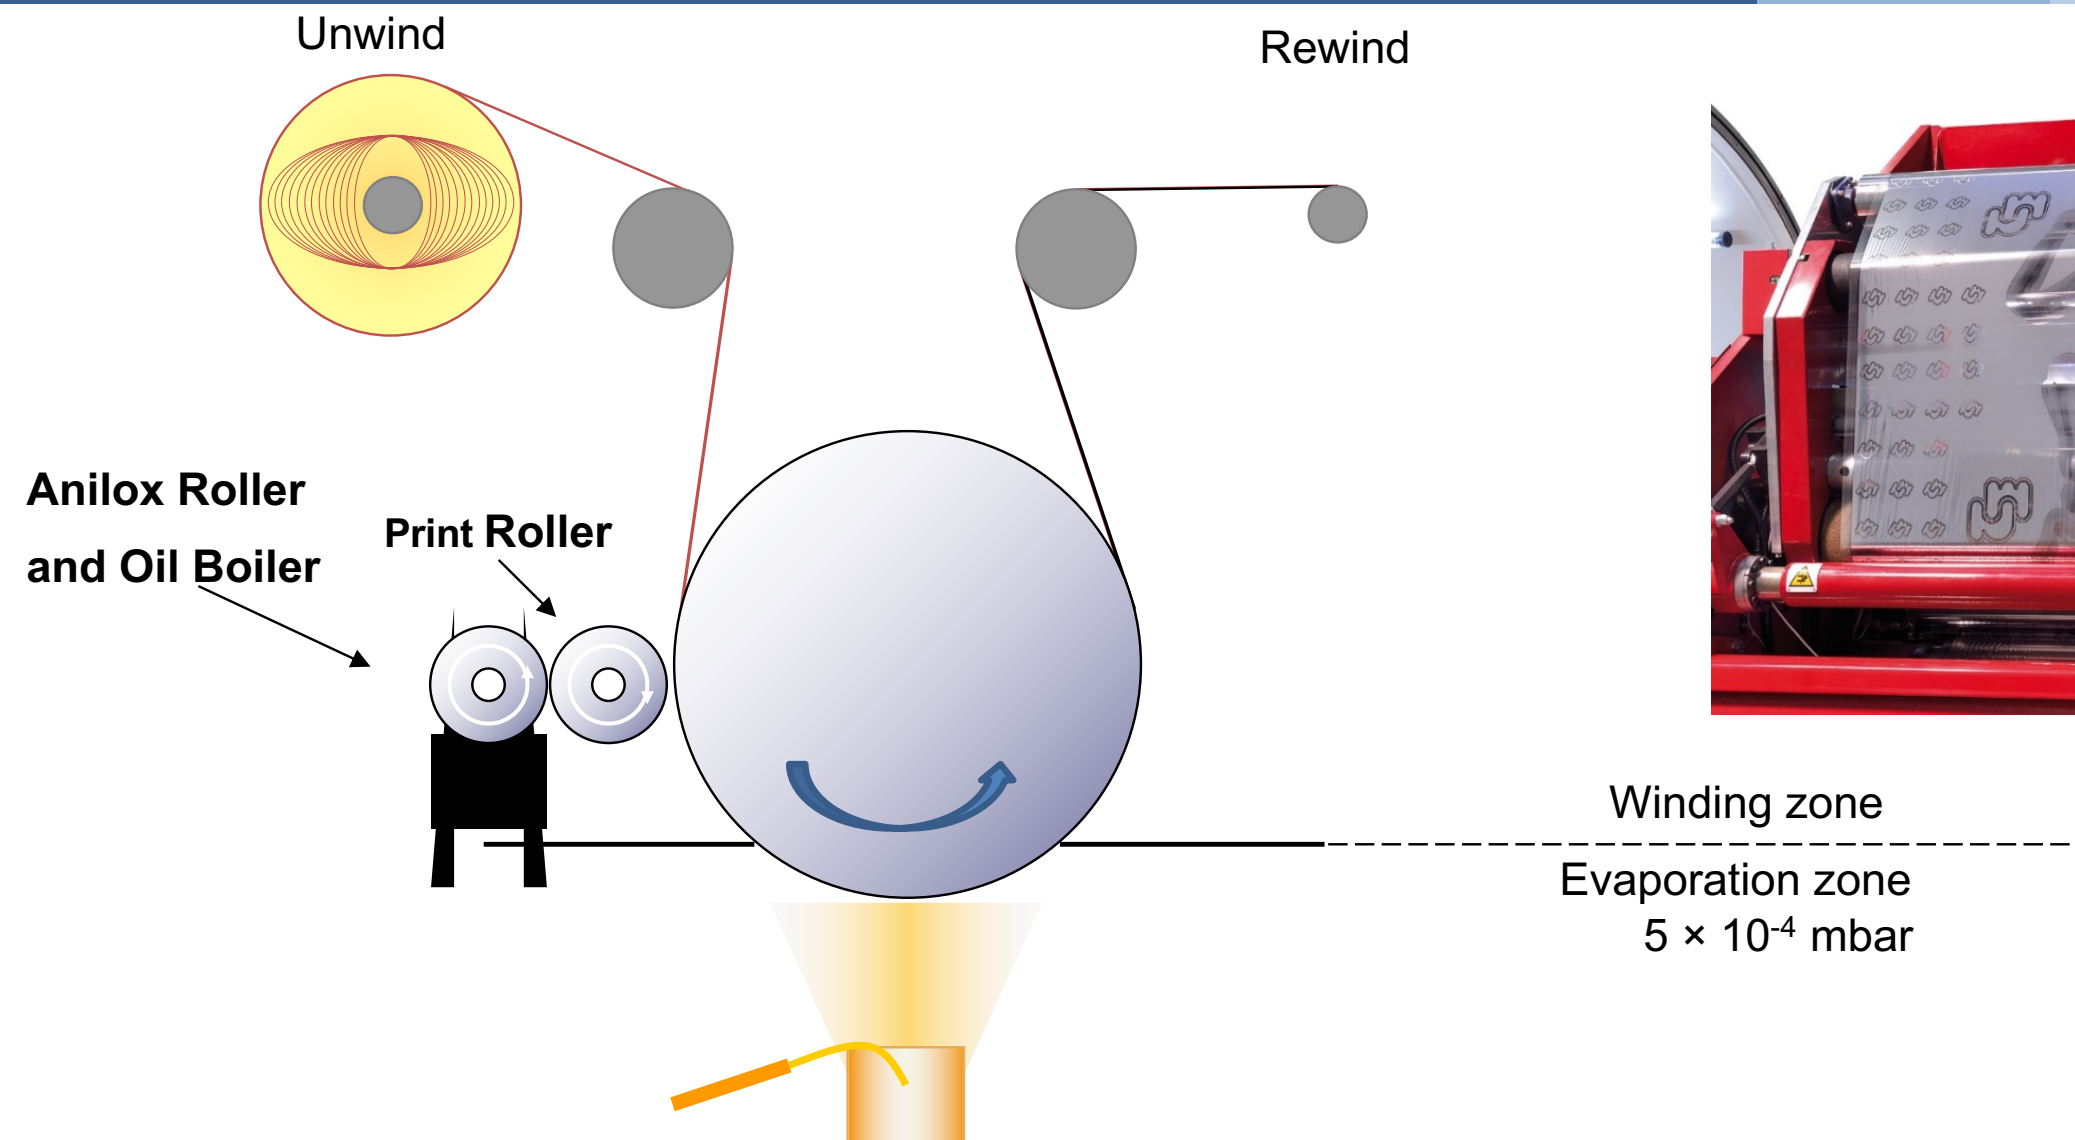 Unwind
Rewind
Anilox Roller
and Oil Boiler
Print Roller
Winding zone
Evaporation zone
5 × 10⁻⁴ mbar